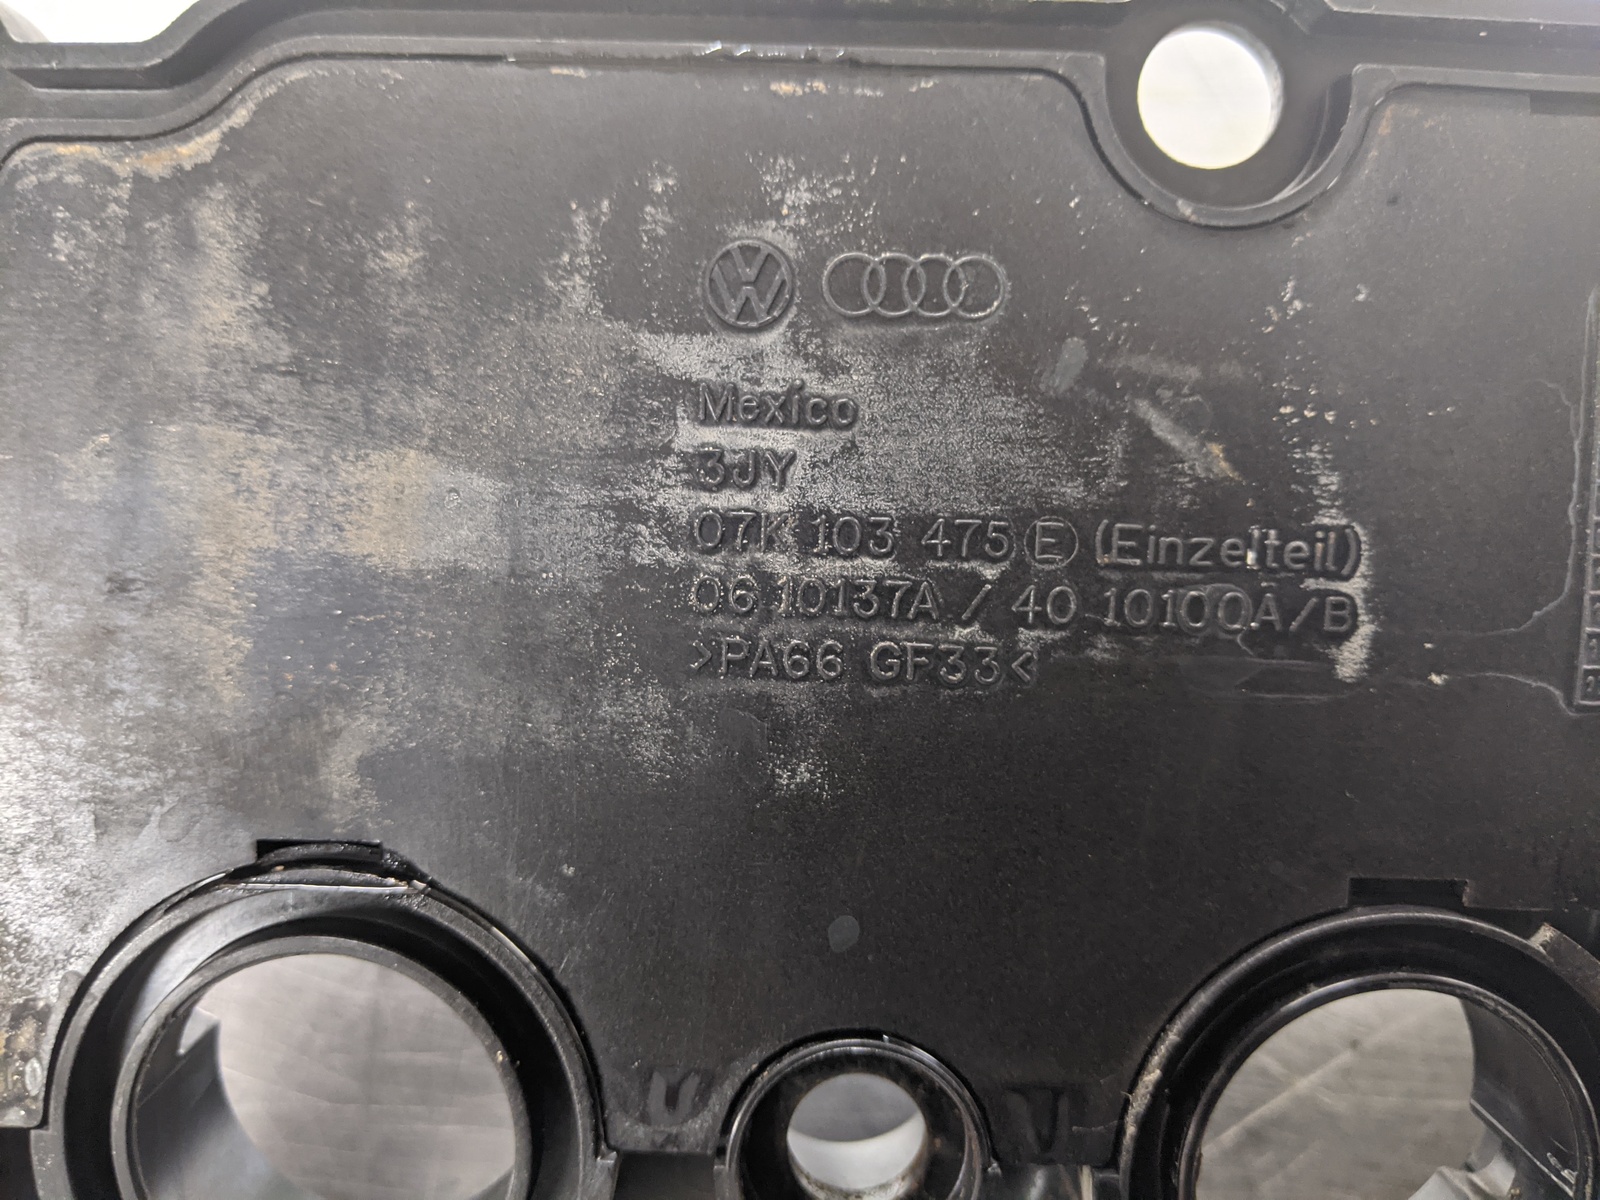 Mexico
3JY
07K 103 475 E (Einzelteil)
06 10137A / 40 10100A/B
>PA66 GF33<